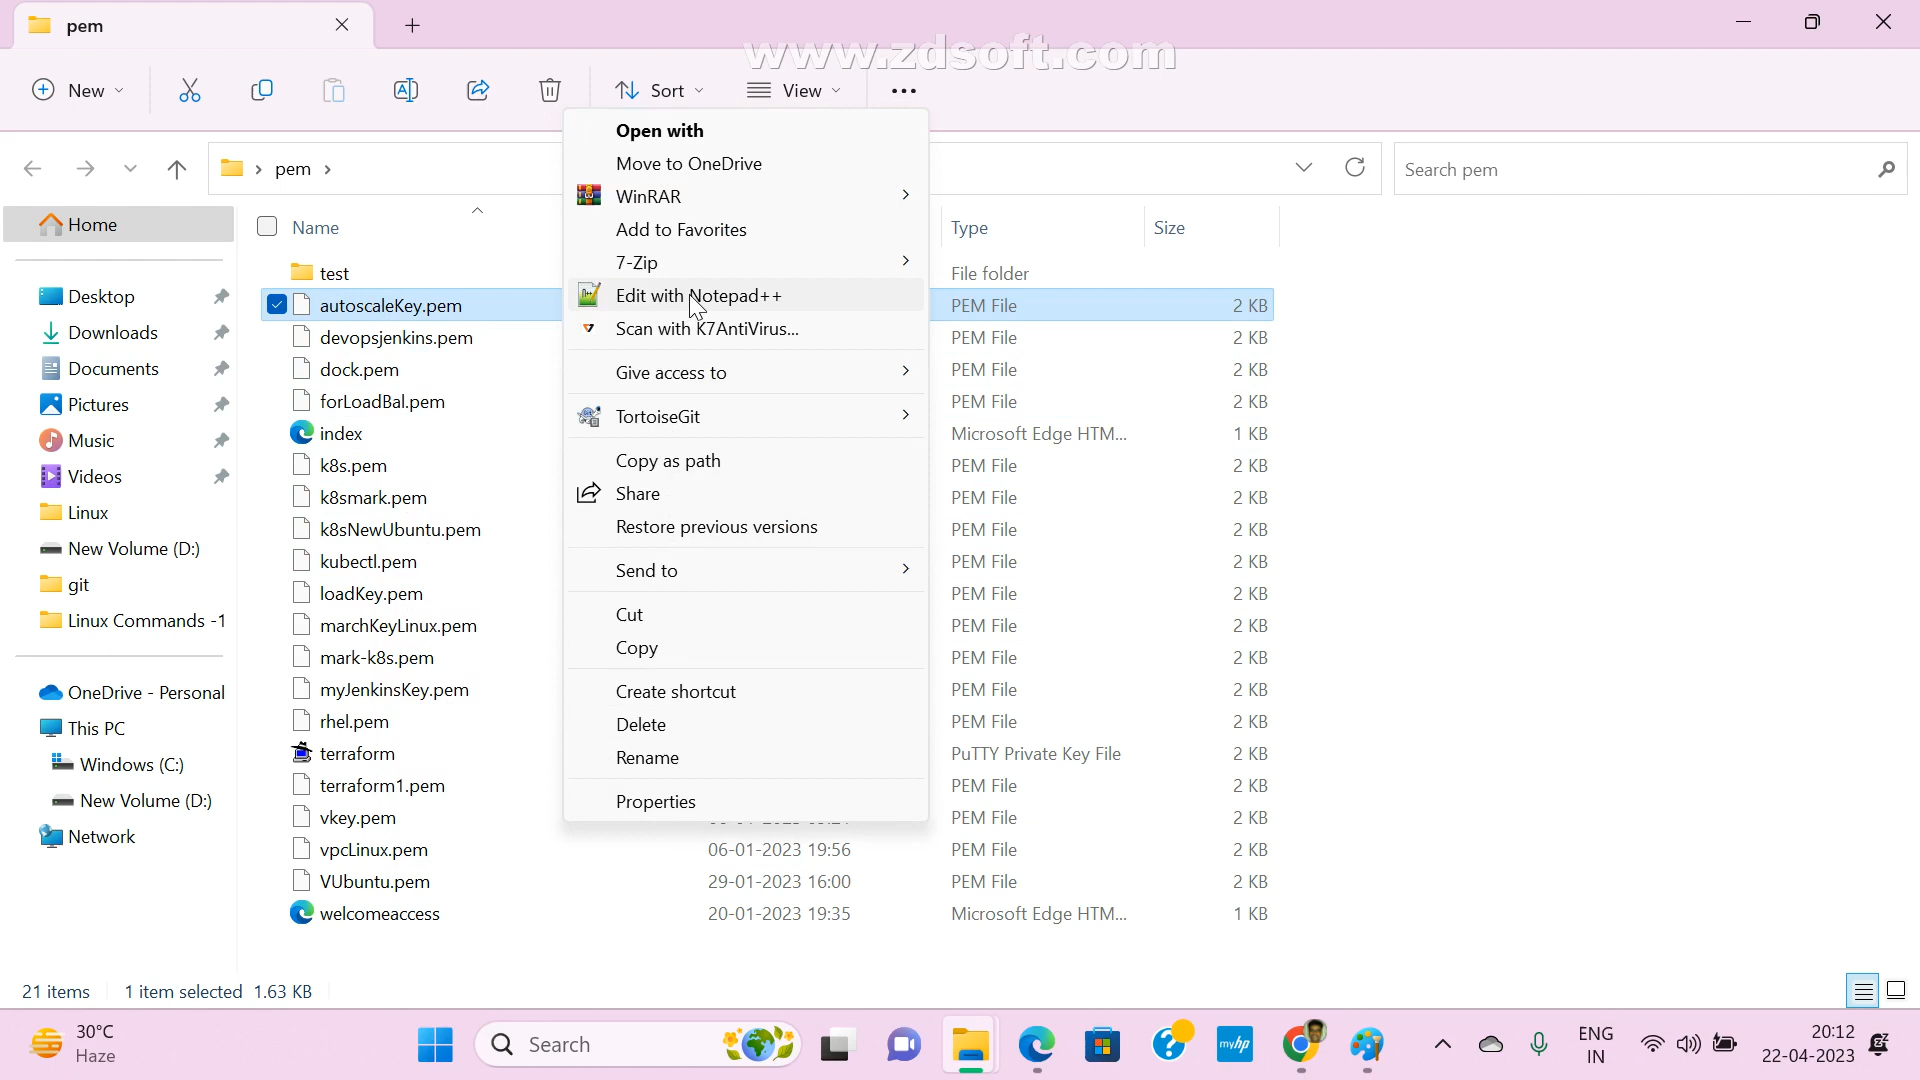 pem
www.zdsoft.com
New
Sort
View
pem
Search pem
Open with
Move to OneDrive
WinRAR
Add to Favorites
7-Zip
Edit with Notepad++
Scan with K7AntiVirus...
Give access to
TortoiseGit
Copy as path
Share
Restore previous versions
Send to
Cut
Copy
Create shortcut
Delete
Rename
Properties
Home
Desktop
Downloads
Documents
Pictures
Music
Videos
Linux
New Volume (D:)
git
Linux Commands -1
OneDrive - Personal
This PC
Windows (C:)
New Volume (D:)
Network
Name Type Size
test File folder
autoscaleKey.pem PEM File 2 KB
devopsjenkins.pem PEM File 2 KB
dock.pem PEM File 2 KB
forLoadBal.pem PEM File 2 KB
index Microsoft Edge HTM... 1 KB
k8s.pem PEM File 2 KB
k8smark.pem PEM File 2 KB
k8sNewUbuntu.pem PEM File 2 KB
kubectl.pem PEM File 2 KB
loadKey.pem PEM File 2 KB
marchKeyLinux.pem PEM File 2 KB
mark-k8s.pem PEM File 2 KB
myJenkinsKey.pem PEM File 2 KB
rhel.pem PEM File 2 KB
terraform PuTTY Private Key File 2 KB
terraform1.pem PEM File 2 KB
vkey.pem PEM File 2 KB
vpcLinux.pem 06-01-2023 19:56 PEM File 2 KB
VUbuntu.pem 29-01-2023 16:00 PEM File 2 KB
welcomeaccess 20-01-2023 19:35 Microsoft Edge HTM... 1 KB
21 items 1 item selected 1.63 KB
30°C
Haze
Search
myhp
ENG
IN
20:12
22-04-2023